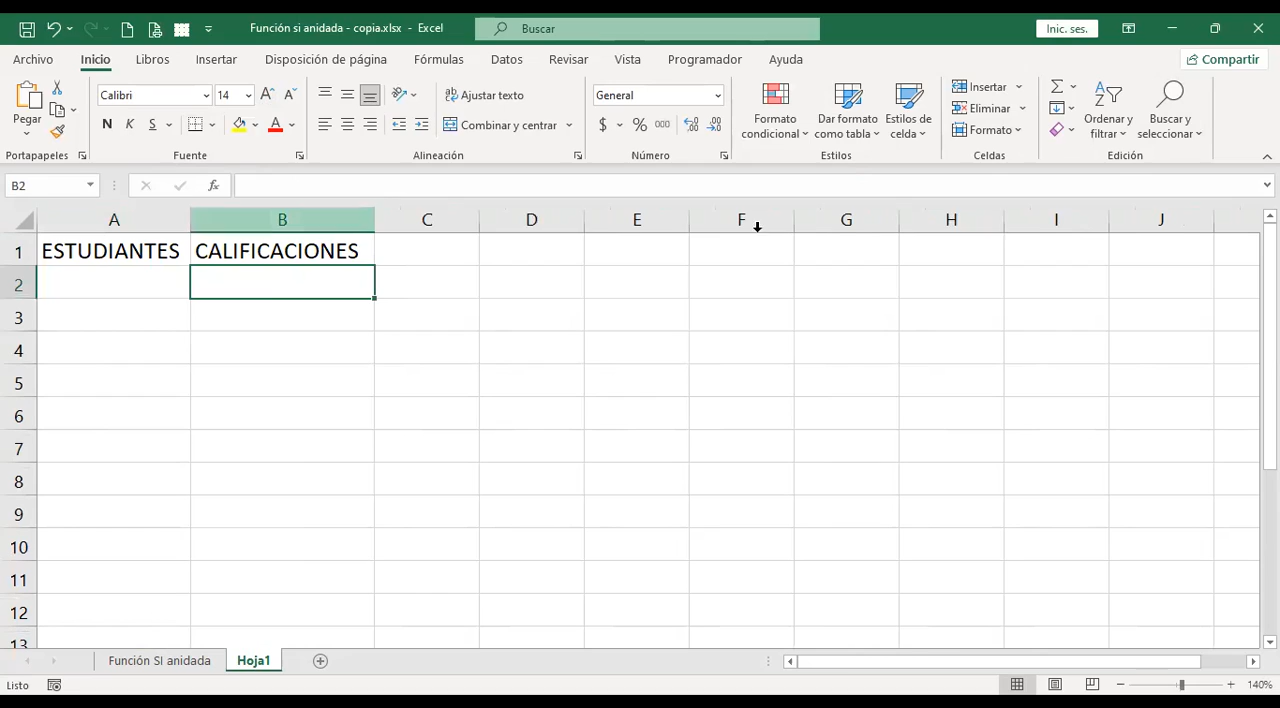 Función si anidada - copia.xlsx - Excel
Buscar
Inic. ses.
Archivo Inicio Libros Insertar Disposición de página Fórmulas Datos Revisar Vista Programador Ayuda
Compartir
Pegar
Calibri 14
N K S
Portapapeles
Fuente
Ajustar texto
Combinar y centrar
Alineación
General
$ % 000
Número
Formato condicional
Dar formato como tabla
Estilos de celda
Estilos
Insertar
Eliminar
Formato
Celdas
Ordenar y filtrar
Buscar y seleccionar
Edición
B2
fx
A B C D E F G H I J
1 ESTUDIANTES CALIFICACIONES
2
3
4
5
6
7
8
9
10
11
12
13
Función SI anidada Hoja1
Listo
140%